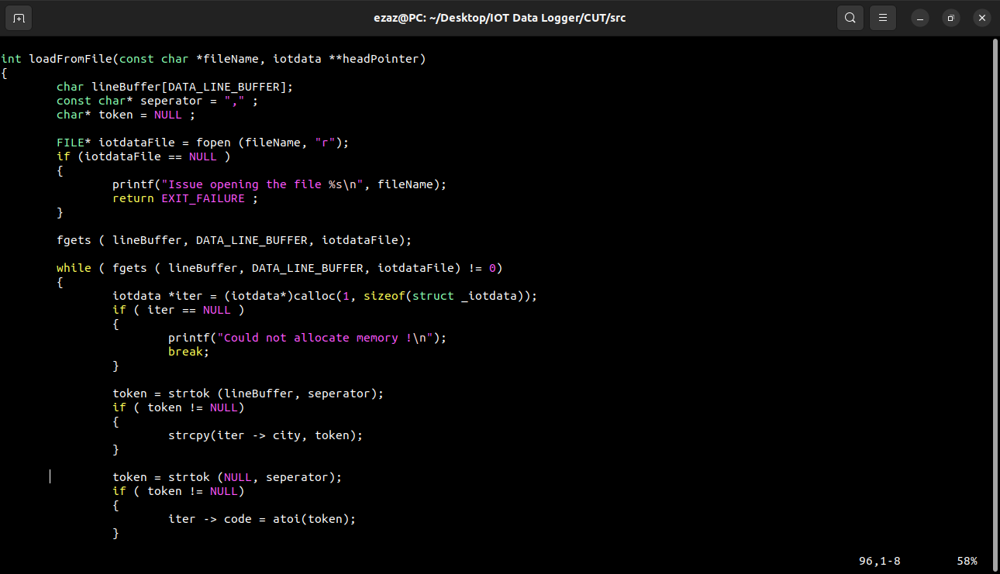 ezaz@PC: ~/Desktop/IOT Data Logger/CUT/src
int loadFromFile(const char *fileName, iotdata **headPointer)
{
        char lineBuffer[DATA_LINE_BUFFER];
        const char* seperator = "," ;
        char* token = NULL ;

        FILE* iotdataFile = fopen (fileName, "r");
        if (iotdataFile == NULL )
        {
                printf("Issue opening the file %s\n", fileName);
                return EXIT_FAILURE ;
        }

        fgets ( lineBuffer, DATA_LINE_BUFFER, iotdataFile);

        while ( fgets ( lineBuffer, DATA_LINE_BUFFER, iotdataFile) != 0)
        {
                iotdata *iter = (iotdata*)calloc(1, sizeof(struct _iotdata));
                if ( iter == NULL )
                {
                        printf("Could not allocate memory !\n");
                        break;
                }

                token = strtok (lineBuffer, seperator);
                if ( token != NULL)
                {
                        strcpy(iter -> city, token);
                }

                token = strtok (NULL, seperator);
                if ( token != NULL)
                {
                        iter -> code = atoi(token);
                }
96,1-8 58%